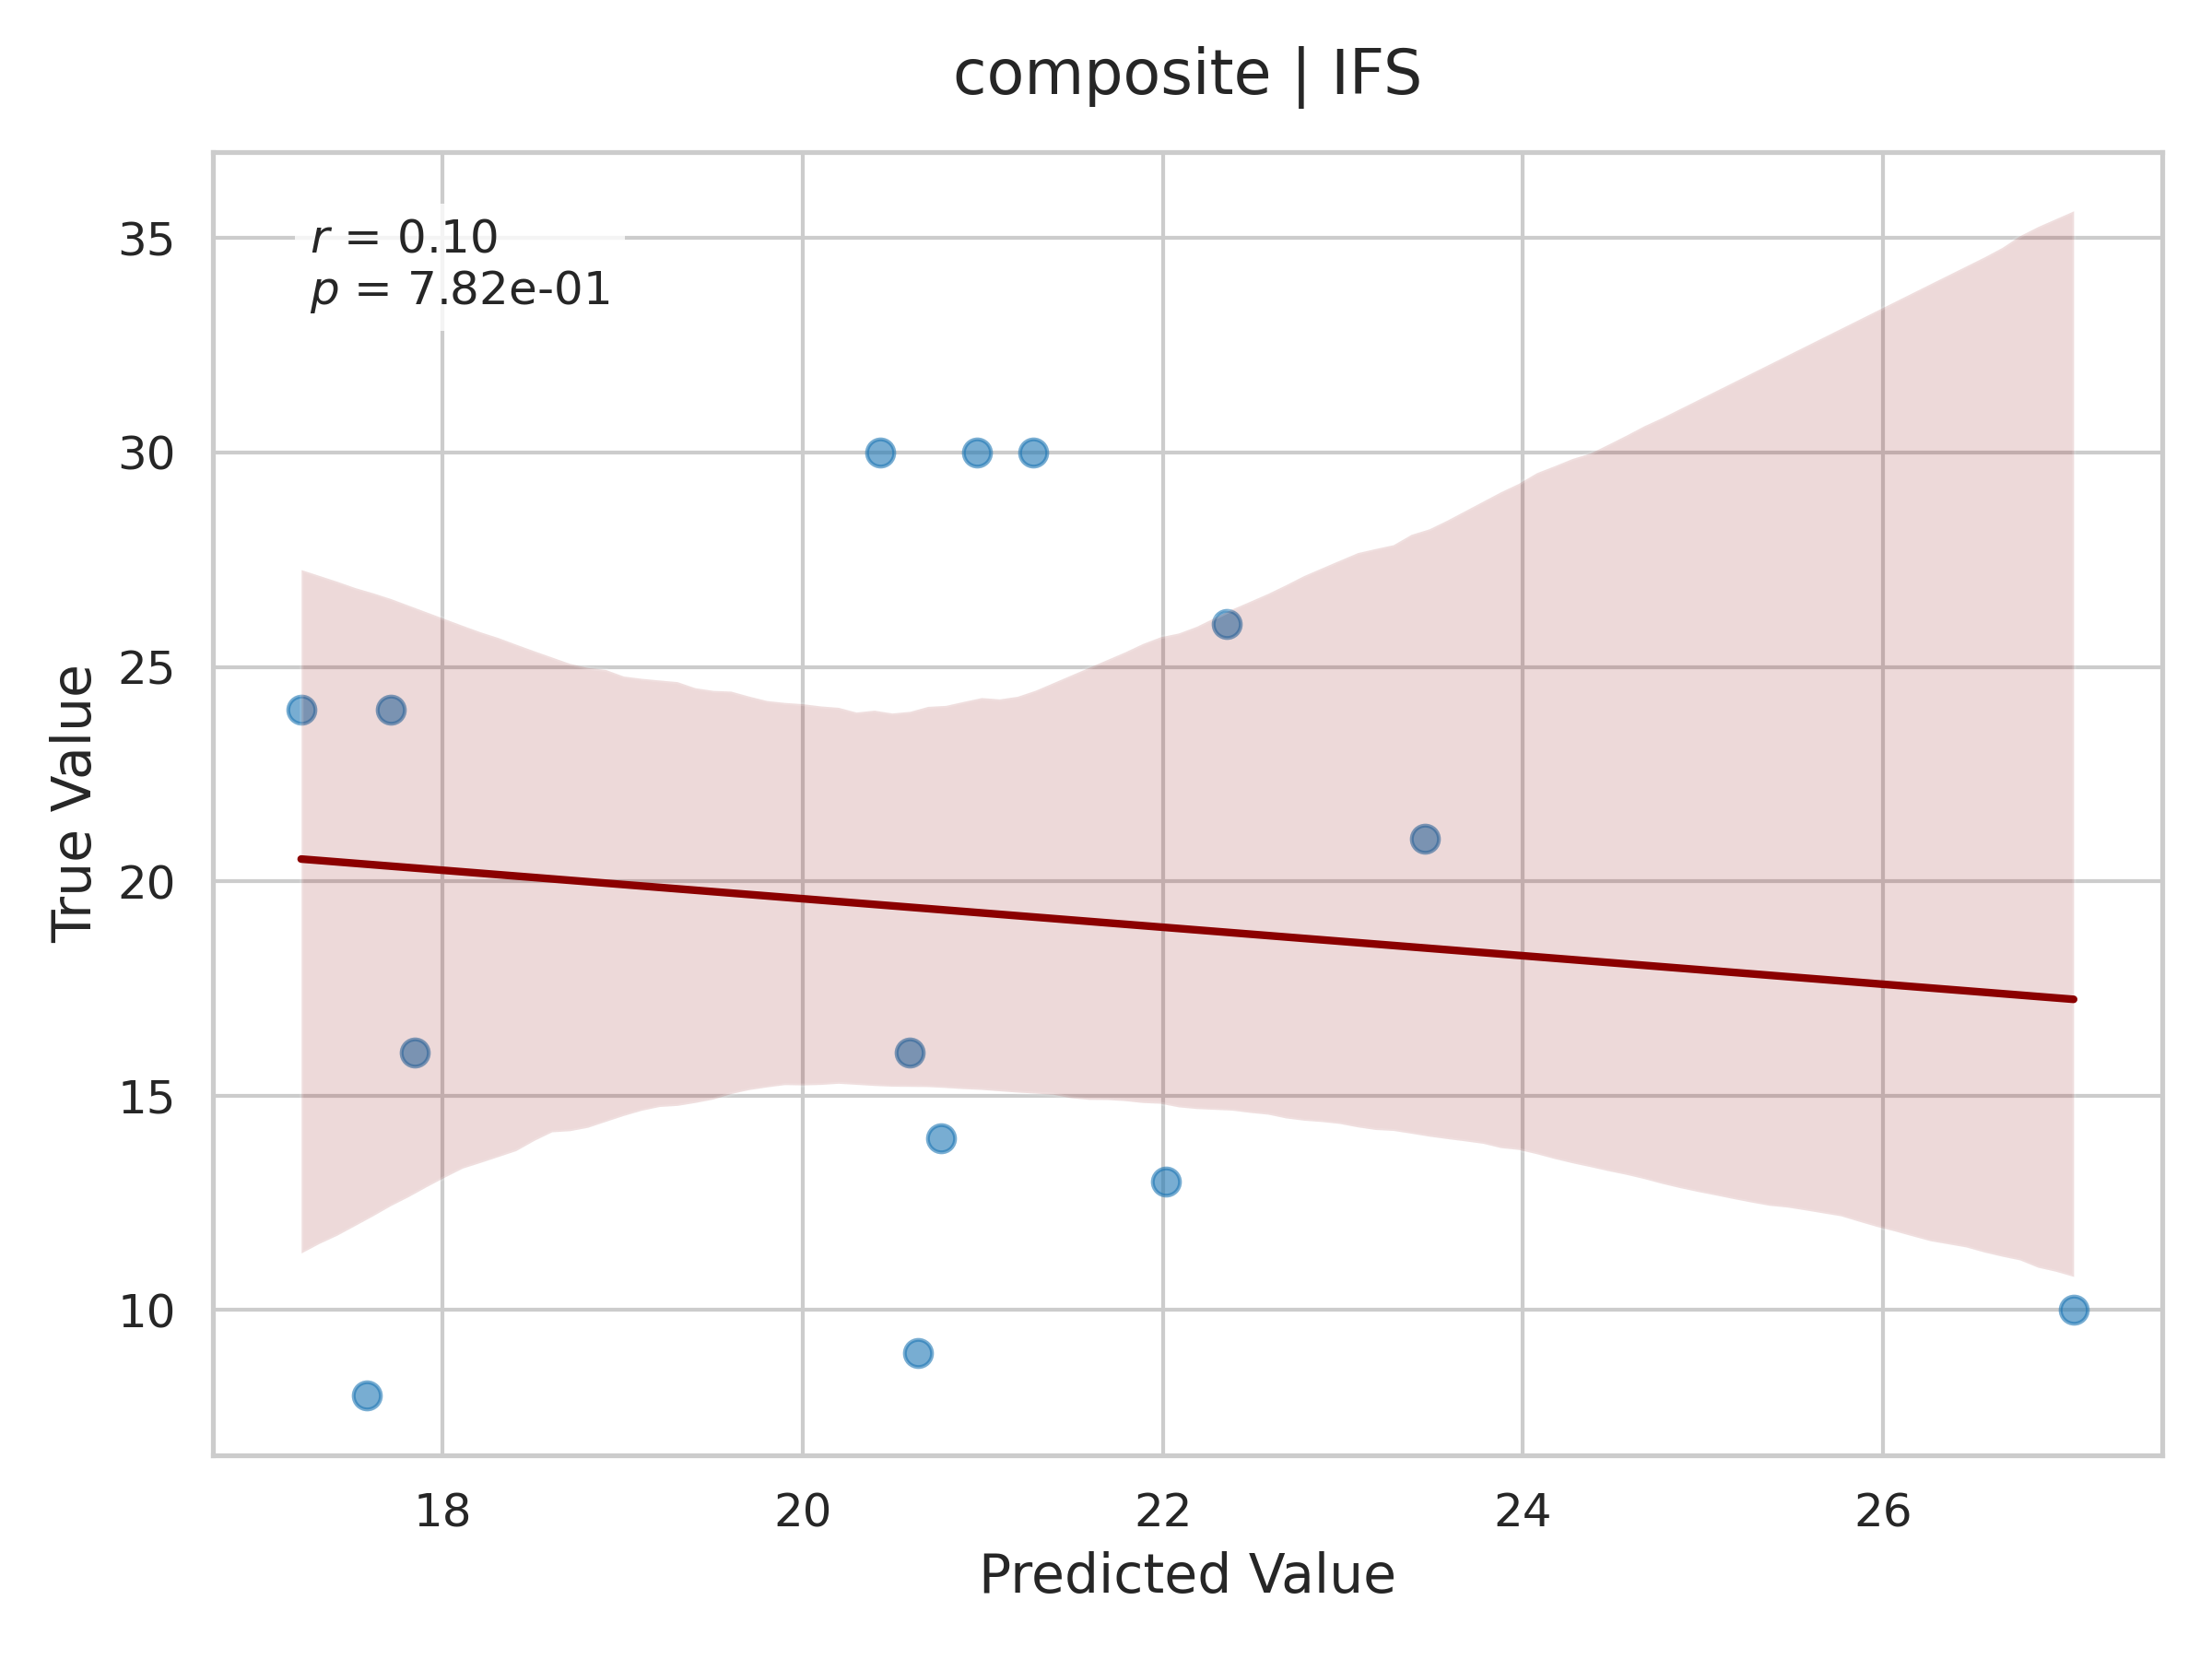 composite | IFS
r = 0.10
p = 7.82e-01
True Value
35
30
25
20
15
10
18 20 22 24 26
Predicted Value